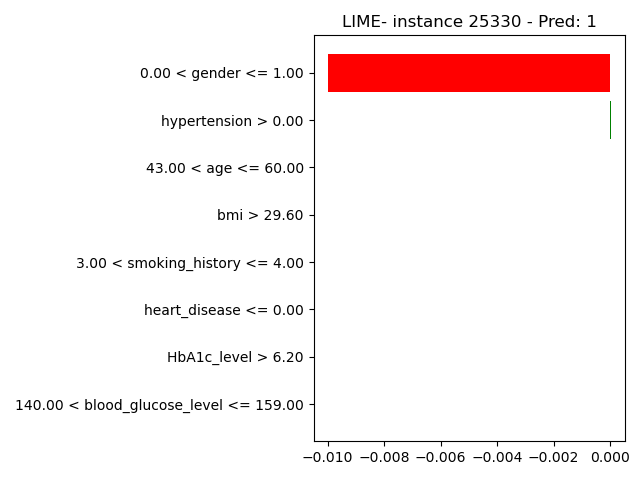 LIME- instance 25330 - Pred: 1
0.00 < gender <= 1.00
hypertension > 0.00
43.00 < age <= 60.00
bmi > 29.60
3.00 < smoking_history <= 4.00
heart_disease <= 0.00
HbA1c_level > 6.20
140.00 < blood_glucose_level <= 159.00
−0.010 −0.008 −0.006 −0.004 −0.002 0.000